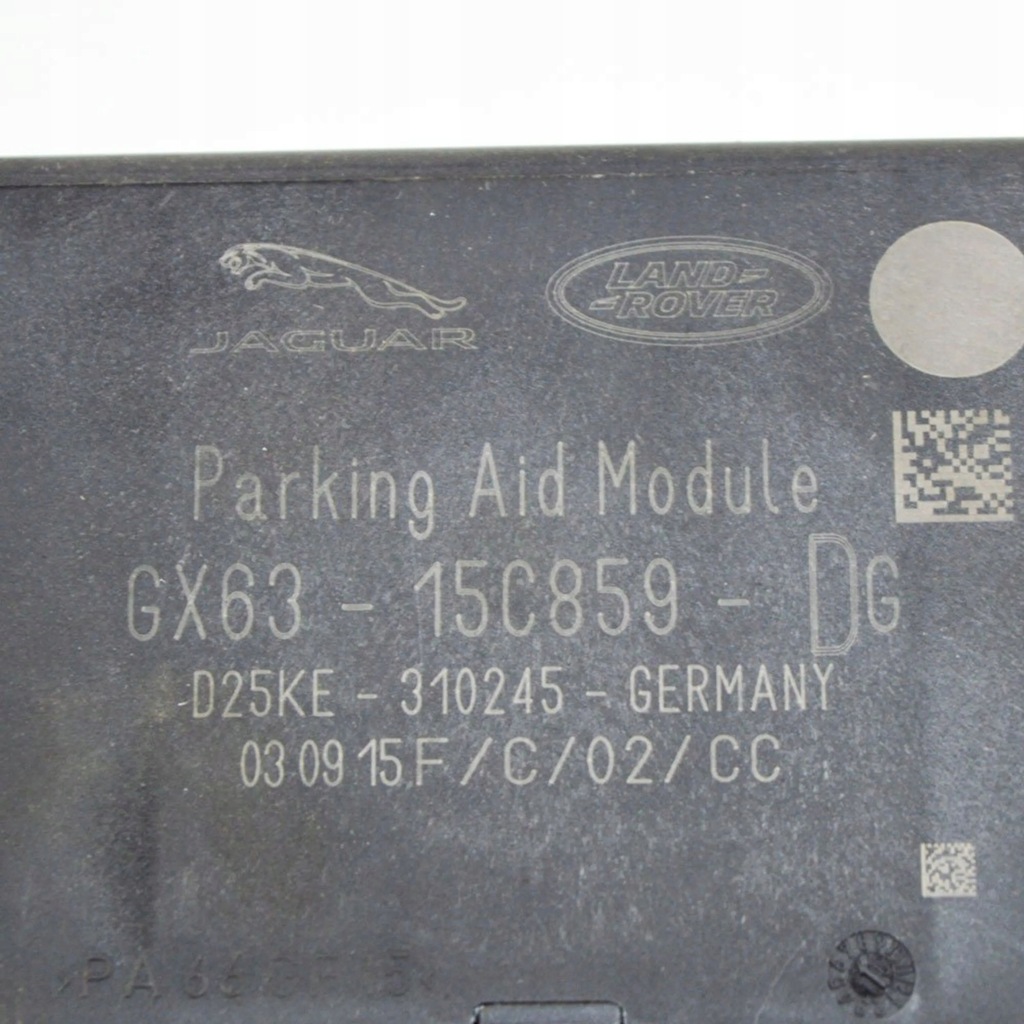 JAGUAR
LAND
ROVER
Parking Aid Module
GX63 - 15C859 - DG
D25KE - 310245 - GERMANY
03 09 15 F/C/02/CC